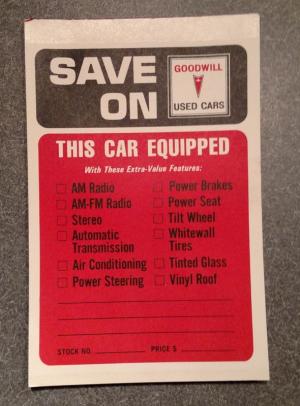 SAVE
ON
GOODWILL
USED CARS
THIS CAR EQUIPPED
With These Extra-Value Features:
AM Radio
AM-FM Radio
Stereo
Automatic
Transmission
Air Conditioning
Power Steering
Power Brakes
Power Seat
Tilt Wheel
Whitewall
Tires
Tinted Glass
Vinyl Roof
STOCK NO. PRICE $